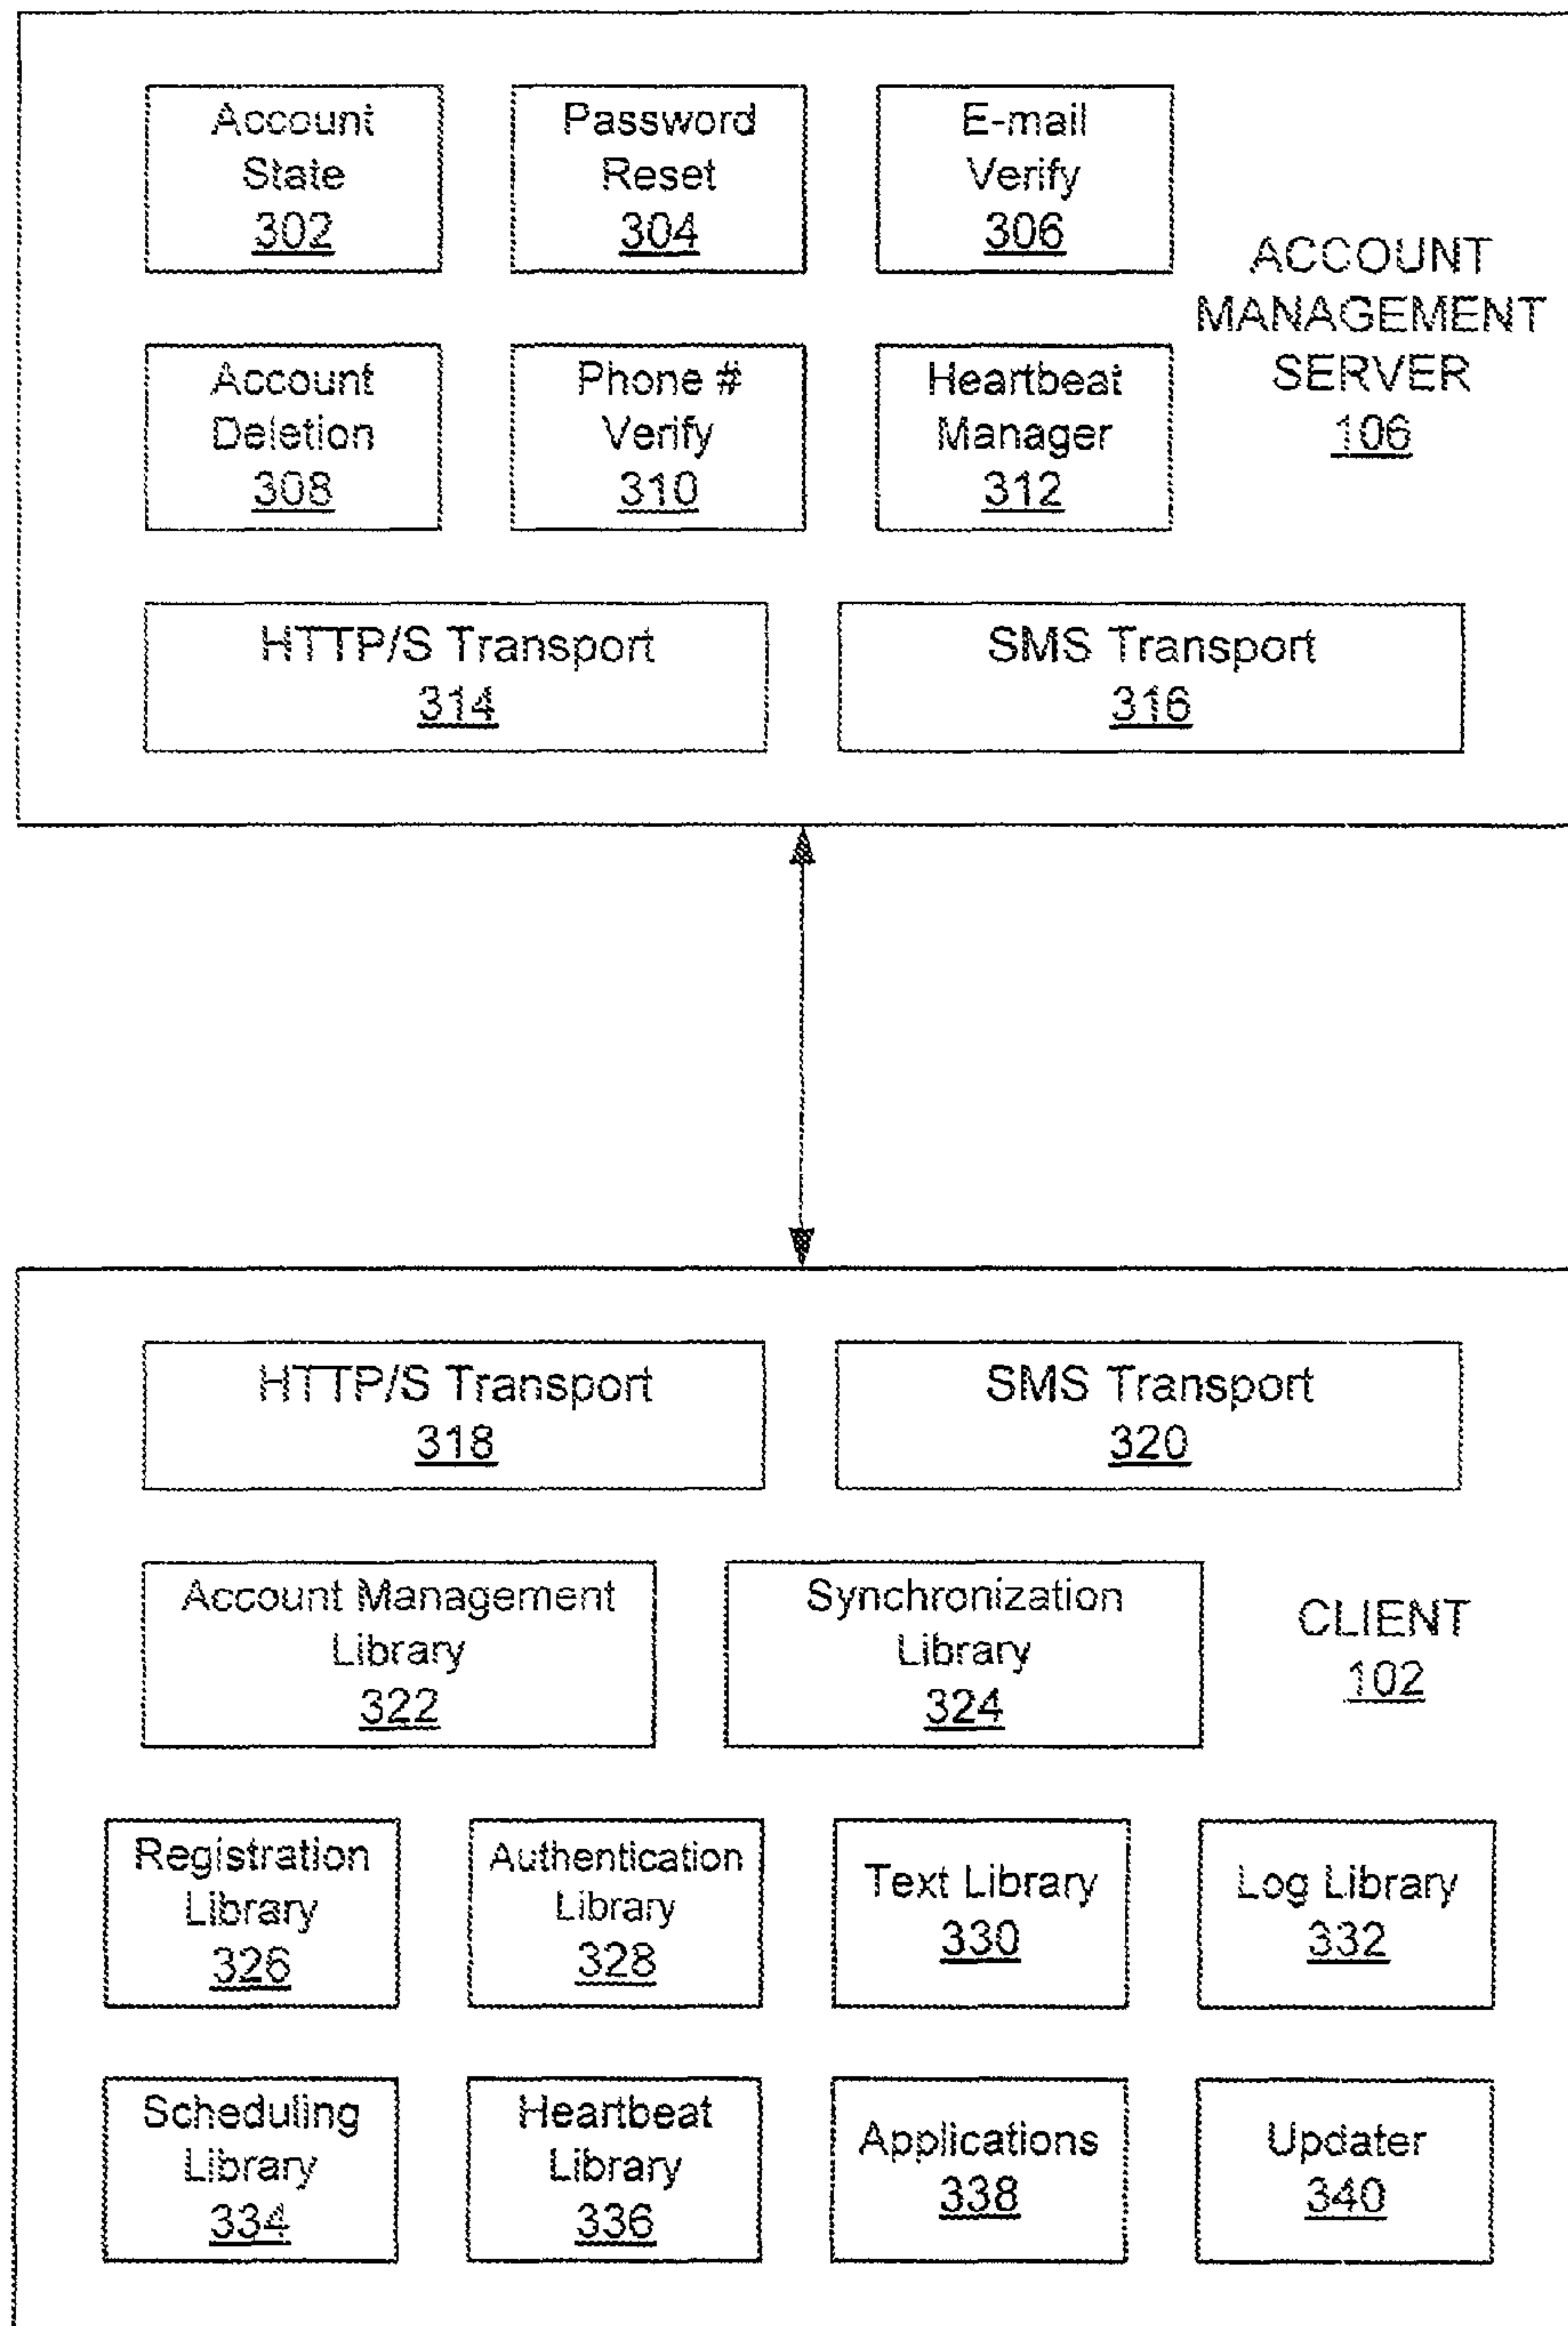 Account
State
302
Password
Reset
304
E-mail
Verify
306
ACCOUNT
MANAGEMENT
SERVER
106
Account
Deletion
308
Phone #
Verify
310
Heartbeat
Manager
312
HTTP/S Transport
314
SMS Transport
316
HTTP/S Transport
318
SMS Transport
320
Account Management
Library
322
Synchronization
Library
324
CLIENT
102
Registration
Library
326
Authentication
Library
328
Text Library
330
Log Library
332
Scheduling
Library
334
Heartbeat
Library
336
Applications
338
Updater
340